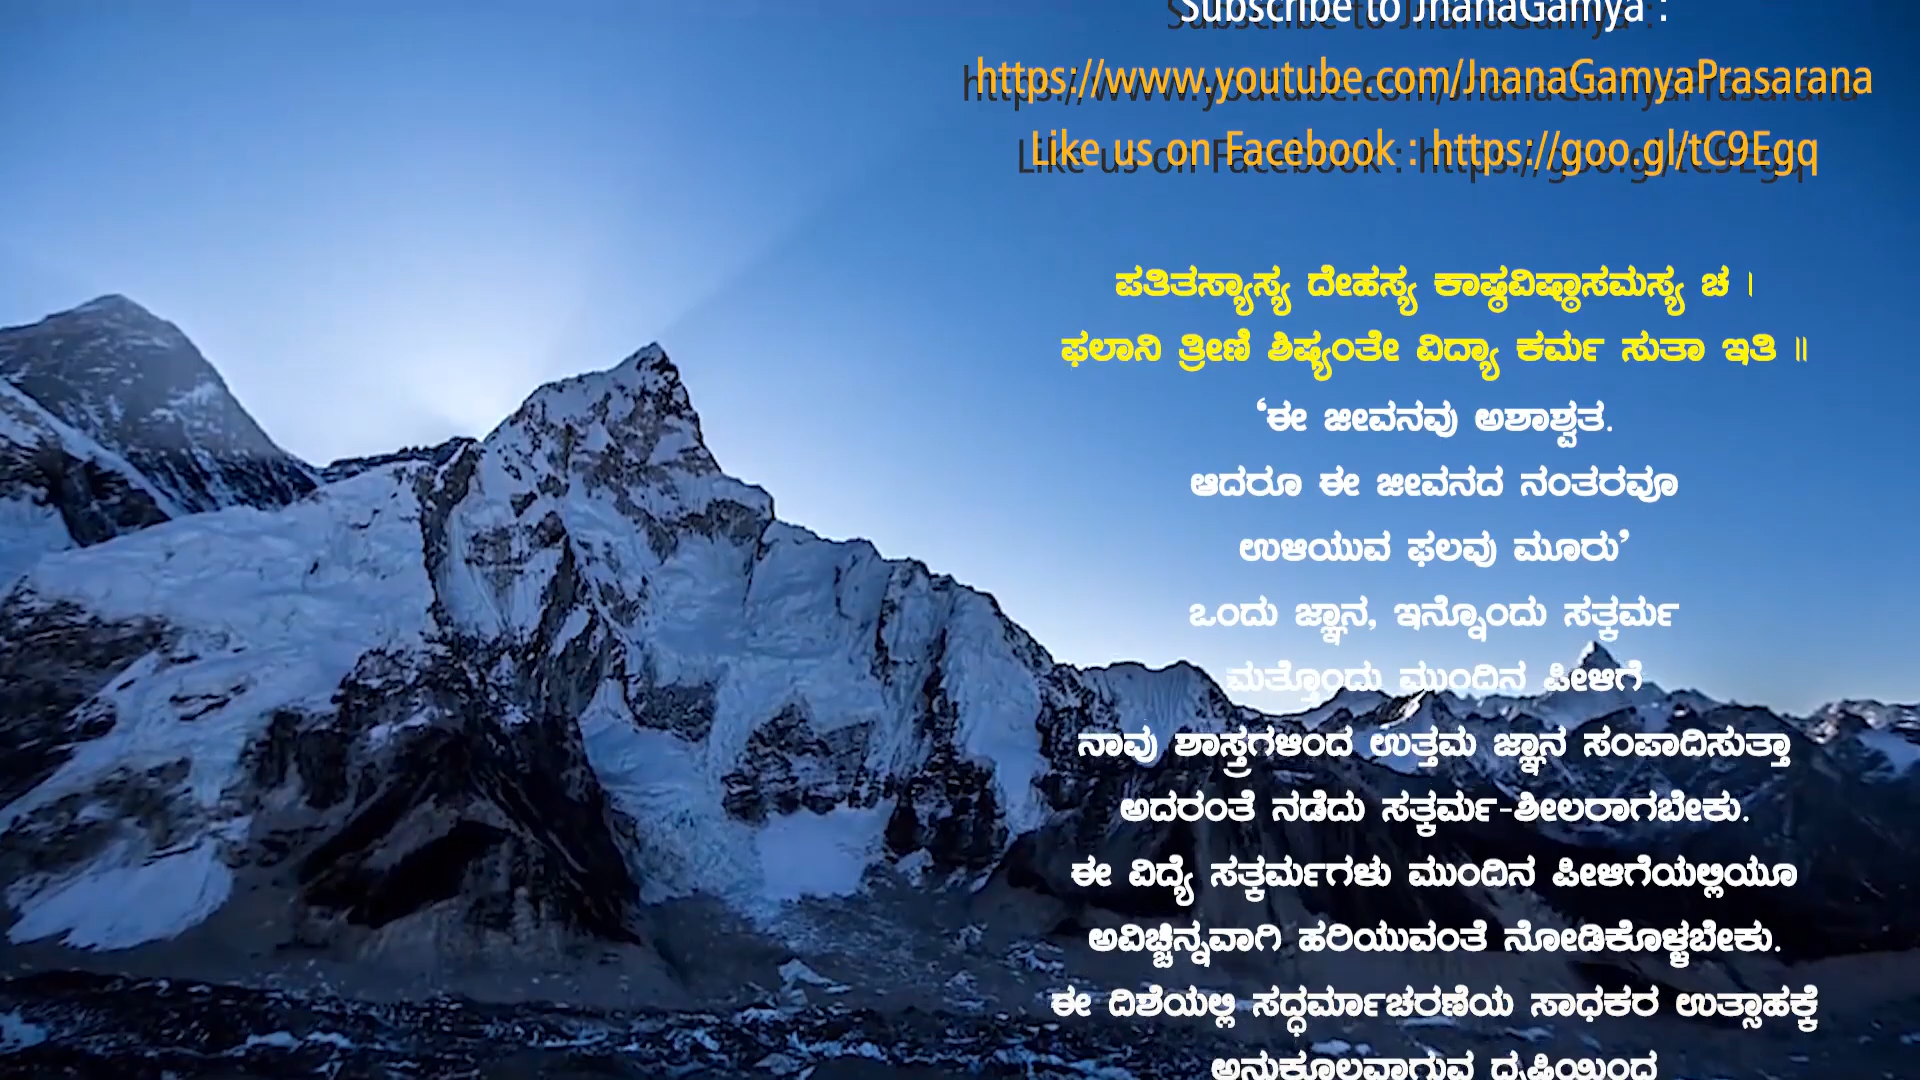 Subscribe to JnanaGamya :
https://www.youtube.com/JnanaGamyaPrasarana
Like us on Facebook : https://goo.gl/tC9Egq
ಪತಿತಸ್ಯಾಸ್ಯ ದೇಹಸ್ಯ ಕಾಷ್ಠವಿಷ್ಠಾಸಮಸ್ಯ ಚ ।
ಫಲಾನಿ ತ್ರೀಣಿ ಶಿಷ್ಯಂತೇ ವಿದ್ಯಾ ಕರ್ಮ ಸುತಾ ಇತಿ ॥
‘ಈ ಜೀವನವು ಅಶಾಶ್ವತ.
ಆದರೂ ಈ ಜೀವನದ ನಂತರವೂ
ಉಳಿಯುವ ಫಲವು ಮೂರು’
ಒಂದು ಜ್ಞಾನ, ಇನ್ನೊಂದು ಸತ್ಕರ್ಮ
ಮತ್ತೊಂದು ಮುಂದಿನ ಪೀಳಿಗೆ
ನಾವು ಶಾಸ್ತ್ರಗಳಿಂದ ಉತ್ತಮ ಜ್ಞಾನ ಸಂಪಾದಿಸುತ್ತಾ
ಅದರಂತೆ ನಡೆದು ಸತ್ಕರ್ಮ-ಶೀಲರಾಗಬೇಕು.
ಈ ವಿದ್ಯೆ ಸತ್ಕರ್ಮಗಳು ಮುಂದಿನ ಪೀಳಿಗೆಯಲ್ಲಿಯೂ
ಅವಿಚ್ಛಿನ್ನವಾಗಿ ಹರಿಯುವಂತೆ ನೋಡಿಕೊಳ್ಳಬೇಕು.
ಈ ದಿಶೆಯಲ್ಲಿ ಸದ್ಧರ್ಮಾಚರಣೆಯ ಸಾಧಕರ ಉತ್ಸಾಹಕ್ಕೆ
ಅನುಕೂಲವಾಗುವ ದೃಷ್ಟಿಯಿಂದ